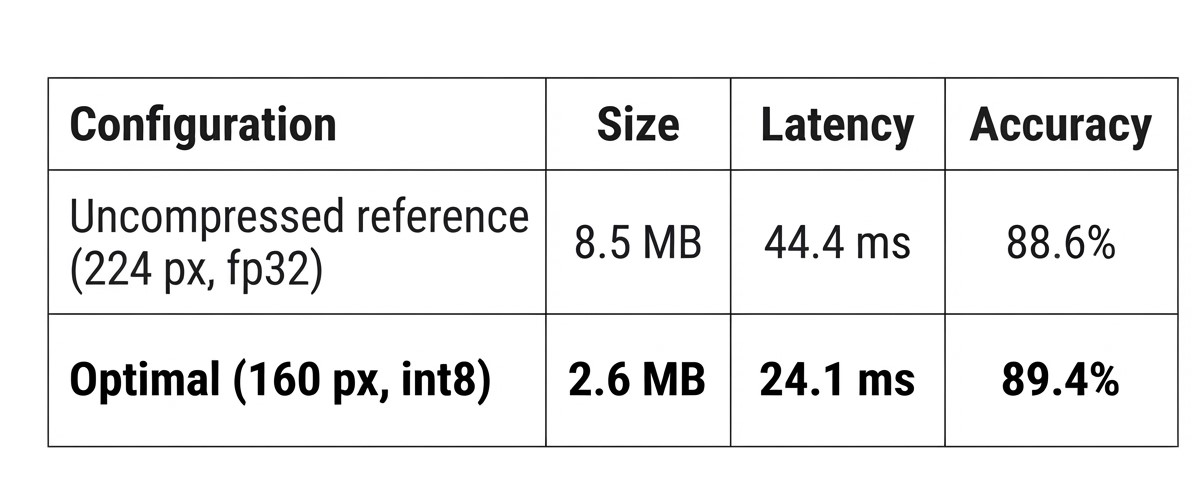 Configuration Size Latency Accuracy
Uncompressed reference
(224 px, fp32) 8.5 MB 44.4 ms 88.6%
Optimal (160 px, int8) 2.6 MB 24.1 ms 89.4%